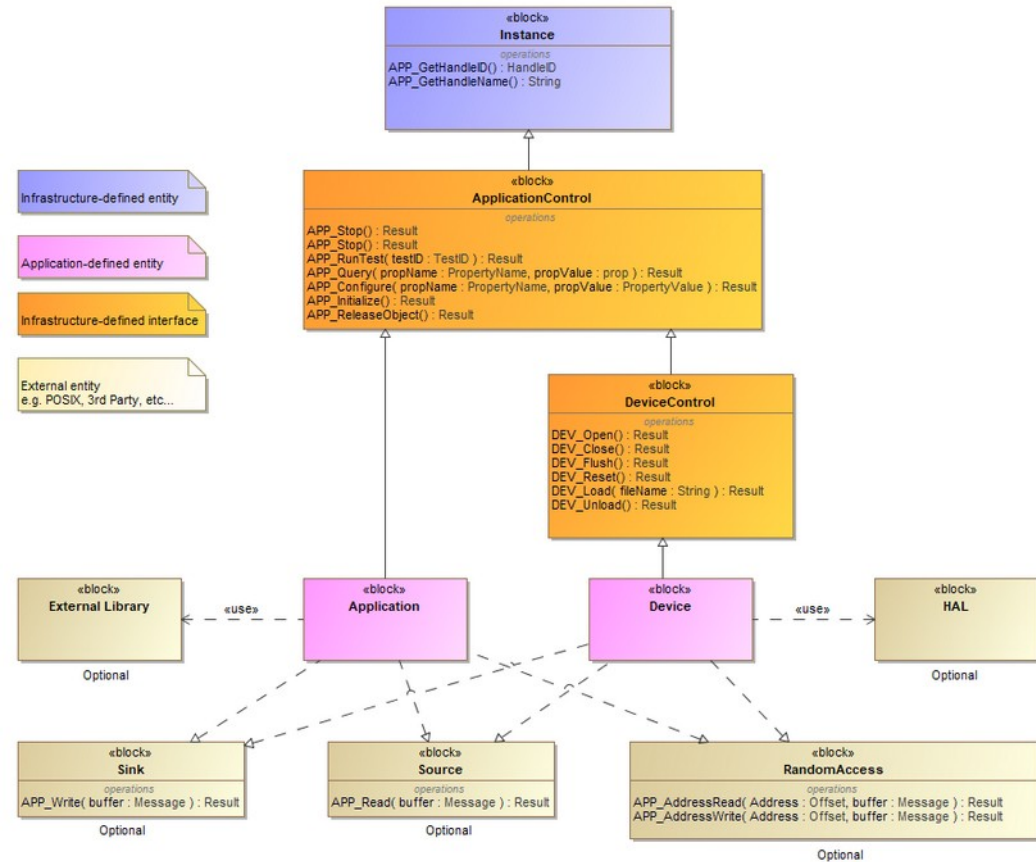 «block»
Instance
operations
APP_GetHandleID() : HandleID
APP_GetHandleName() : String
Infrastructure-defined entity
Application-defined entity
Infrastructure-defined interface
External entity
e.g. POSIX, 3rd Party, etc...
«block»
ApplicationControl
operations
APP_Stop() : Result
APP_Stop() : Result
APP_RunTest( testID : TestID ) : Result
APP_Query( propName : PropertyName, propValue : prop ) : Result
APP_Configure( propName : PropertyName, propValue : PropertyValue ) : Result
APP_Initialize() : Result
APP_ReleaseObject() : Result
«block»
DeviceControl
operations
DEV_Open() : Result
DEV_Close() : Result
DEV_Flush() : Result
DEV_Reset() : Result
DEV_Load( fileName : String ) : Result
DEV_Unload() : Result
«block»
External Library
Optional
«use»
«block»
Application
«block»
Device
«use»
«block»
HAL
Optional
«block»
Sink
operations
APP_Write( buffer : Message ) : Result
Optional
«block»
Source
operations
APP_Read( buffer : Message ) : Result
Optional
«block»
RandomAccess
operations
APP_AddressRead( Address : Offset, buffer : Message ) : Result
APP_AddressWrite( Address : Offset, buffer : Message ) : Result
Optional